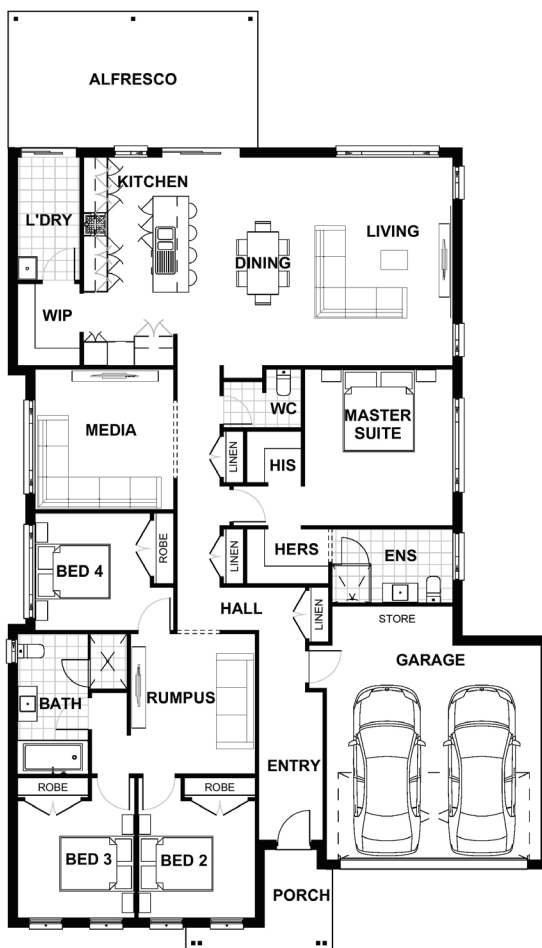 ALFRESCO
KITCHEN
L'DRY
LIVING
DINING
WIP
WC
MASTER
SUITE
MEDIA
LINEN
HIS
ROBE
LINEN
HERS
ENS
BED 4
HALL
LINEN
STORE
GARAGE
BATH
RUMPUS
ENTRY
ROBE
ROBE
BED 3
BED 2
PORCH